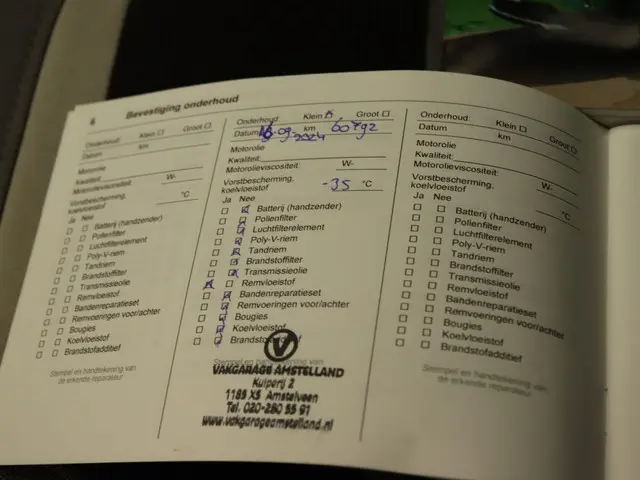 6 Bevestiging onderhoud
Onderhoud: Klein Groot
Datum km
Motorolie
Kwaliteit:
Motorolieviscositeit: W-
Vorstbescherming,
koelvloeistof °C
Ja Nee
Batterij (handzender)
Pollenfilter
Luchtfilterelement
Poly-V-riem
Tandriem
Brandstoffilter
Transmissieolie
Remvloeistof
Bandenreparatieset
Remvoeringen voor/achter
Bougies
Koelvloeistof
Brandstofadditief
Stempel en handtekening van
de erkende reparateur
Onderhoud: Klein Groot
Datum 09 2024 km
Motorolie
Kwaliteit:
Motorolieviscositeit: W-
Vorstbescherming,
koelvloeistof -35 °C
Ja Nee
Batterij (handzender)
Pollenfilter
Luchtfilterelement
Poly-V-riem
Tandriem
Brandstoffilter
Transmissieolie
Remvloeistof
Bandenreparatieset
Remvoeringen voor/achter
Bougies
Koelvloeistof
Stempel en handtekening van
VAKGARAGE AMSTELLAND
Kuiperij 2
1185 XS Amstelveen
Tel. 020-280 55 91
www.vakgarageamstelland.nl
Onderhoud: Klein Groot
Datum km
Motorolie
Kwaliteit:
Motorolieviscositeit: W-
Vorstbescherming,
koelvloeistof °C
Ja Nee
Batterij (handzender)
Pollenfilter
Luchtfilterelement
Poly-V-riem
Tandriem
Brandstoffilter
Transmissieolie
Remvloeistof
Bandenreparatieset
Remvoeringen voor/achter
Bougies
Koelvloeistof
Brandstofadditief
Stempel en handtekening van
de erkende reparateur